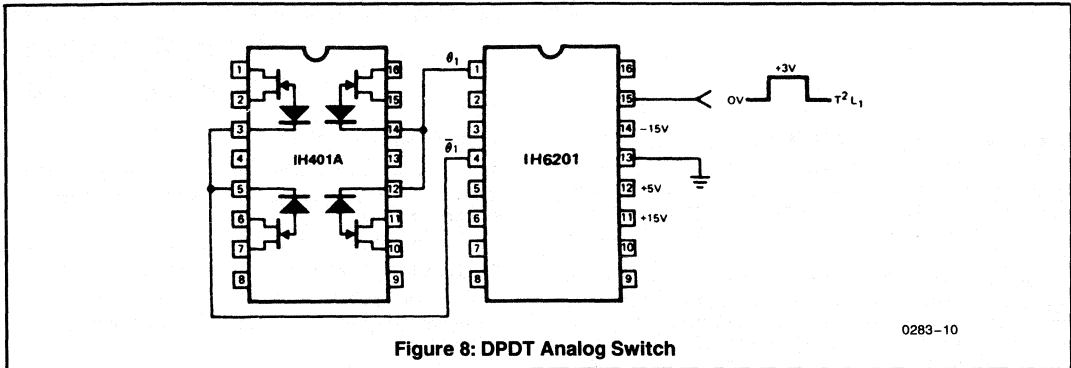 1
2
3
4
5
6
7
8
16
15
14
13
12
11
10
9
IH401A
θ1
θ̅1
1
2
3
4
5
6
7
8
16
15
14 −15V
13
12 +5V
11 +15V
10
9
IH6201
+3V
0V
T²L₁
0283–10
Figure 8: DPDT Analog Switch